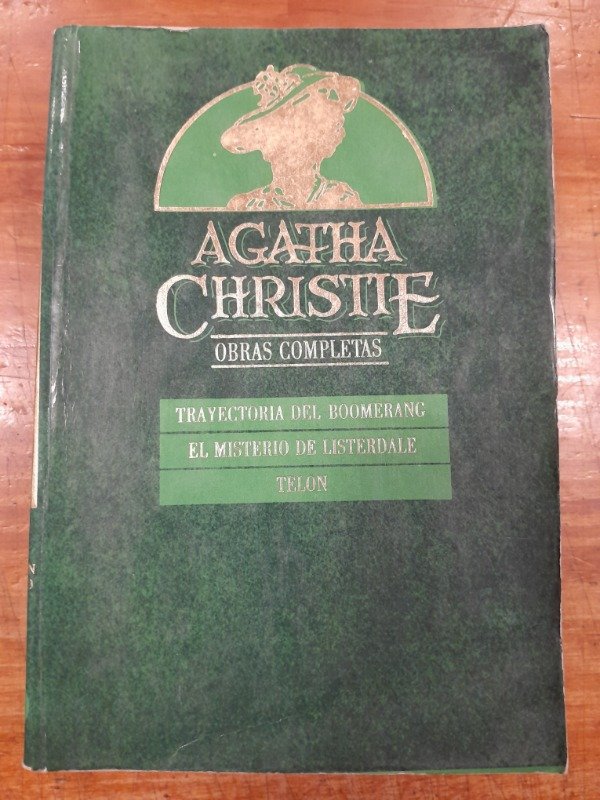 AGATHA
CHRISTIE
OBRAS COMPLETAS
TRAYECTORIA DEL BOOMERANG
EL MISTERIO DE LISTERDALE
TELON